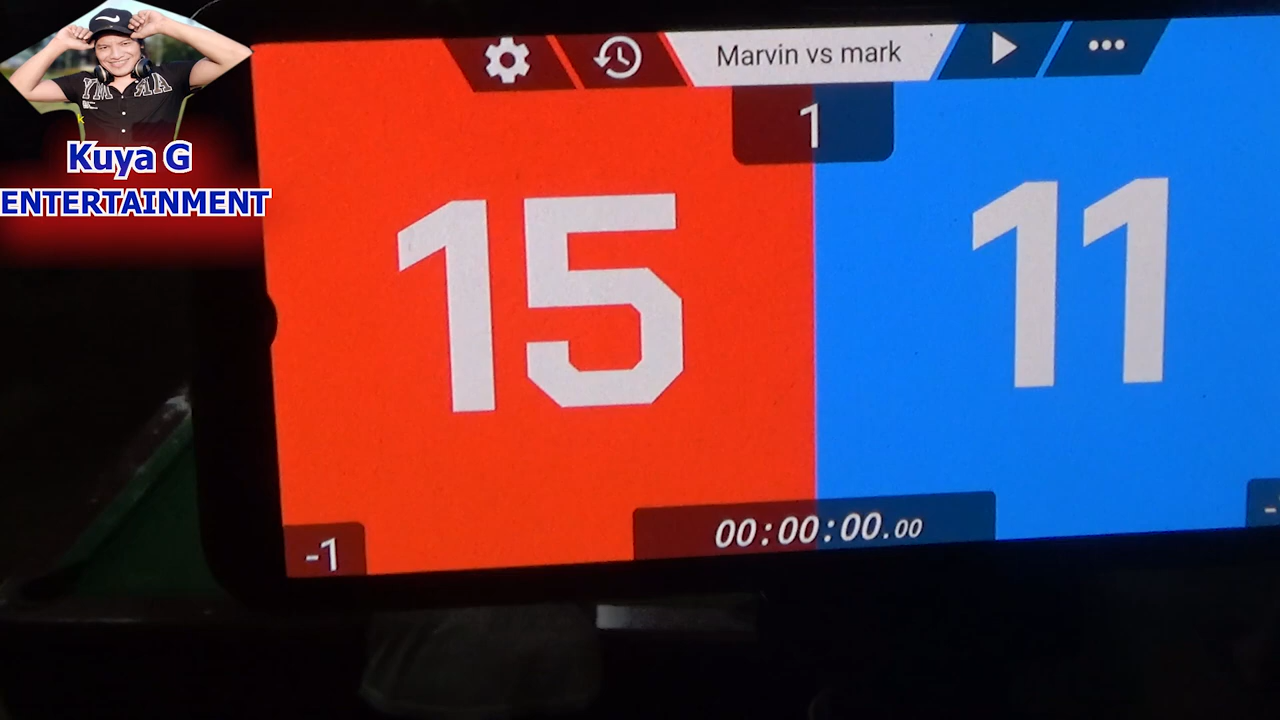 Kuya G
ENTERTAINMENT
Marvin vs mark
1
15
11
-1
00:00:00.00